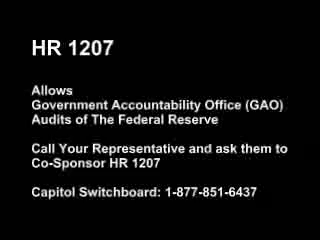 HR 1207
Allows
Government Accountability Office (GAO)
Audits of The Federal Reserve
Call Your Representative and ask them to
Co-Sponsor HR 1207
Capitol Switchboard: 1-877-851-6437